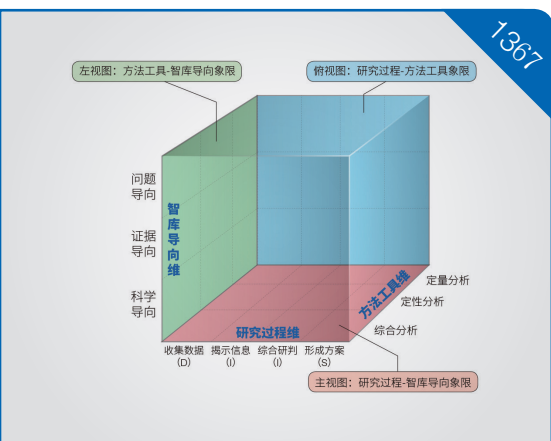 1367
左视图：方法工具-智库导向象限
俯视图：研究过程-方法工具象限
问题
导向
证据
导向
科学
导向
智库导向维
方法工具维
定量分析
定性分析
综合分析
研究过程维
收集数据 揭示信息 综合研判 形成方案
(D) (I) (I) (S)
主视图：研究过程-智库导向象限